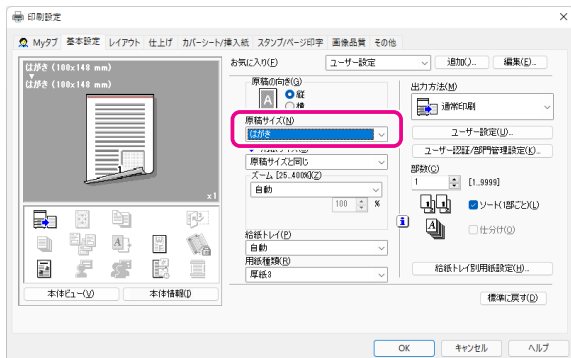 印刷設定
Myタブ 基本設定 レイアウト 仕上げ カバーシート/挿入紙 スタンプ/ページ印字 画像品質 その他
はがき (100x148 mm)
はがき (100x148 mm)
x1
本体ビュー(V) 本体情報(I)
お気に入り(F) ユーザー設定 追加(J)... 編集(E)...
原稿の向き(G)
A
縦
横
原稿サイズ(N)
はがき
原稿サイズと同じ
ズーム [25..400%](Z)
自動
100 %
給紙トレイ(P)
自動
用紙種類(R)
厚紙3
出力方法(M)
通常印刷
ユーザー設定(U)...
ユーザー認証/部門管理設定(K)...
部数(C)
1 [1..9999]
ソート(1部ごと)(L)
仕分け(O)
給紙トレイ別用紙設定(H)...
標準に戻す(D)
OK キャンセル ヘルプ